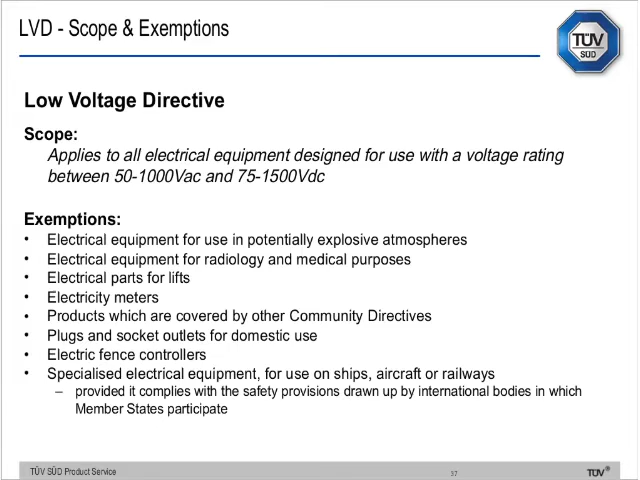 LVD - Scope & Exemptions
TÜV
SÜD
Low Voltage Directive
Scope:
Applies to all electrical equipment designed for use with a voltage rating
between 50-1000Vac and 75-1500Vdc
Exemptions:
• Electrical equipment for use in potentially explosive atmospheres
• Electrical equipment for radiology and medical purposes
• Electrical parts for lifts
• Electricity meters
• Products which are covered by other Community Directives
• Plugs and socket outlets for domestic use
• Electric fence controllers
• Specialised electrical equipment, for use on ships, aircraft or railways
– provided it complies with the safety provisions drawn up by international bodies in which
Member States participate
TÜV SÜD Product Service
37
TÜV®